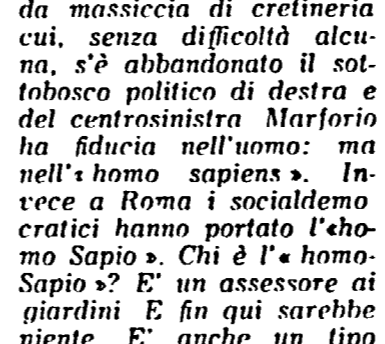 da massiccia di cretineria
cui, senza difficoltà alcu-
na, s'è abbandonato il sot-
tobosco politico di destra e
del centrosinistra Marforio
ha fiducia nell'uomo: ma
nell'« homo sapiens ». In-
vece a Roma i socialdemo
cratici hanno portato l'«ho-
mo Sapio ». Chi è l'« homo-
Sapio »? E' un assessore ai
giardini E fin qui sarebbe
niente. E' anche un tipo